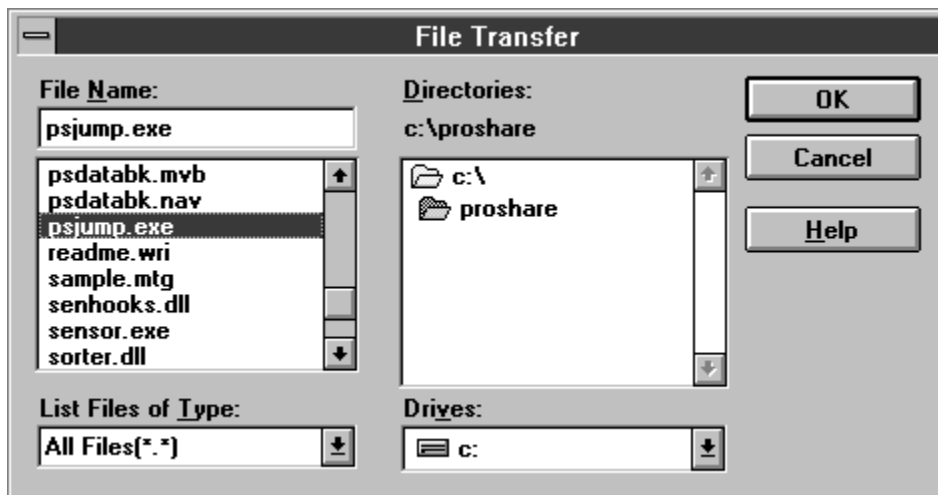 File Transfer
File Name:
psjump.exe
psdatabk.mvb
psdatabk.nav
psjump.exe
readme.wri
sample.mtg
senhooks.dll
sensor.exe
sorter.dll
List Files of Type:
All Files(*.*)
Directories:
c:\proshare
c:\
proshare
Drives:
c:
OK
Cancel
Help